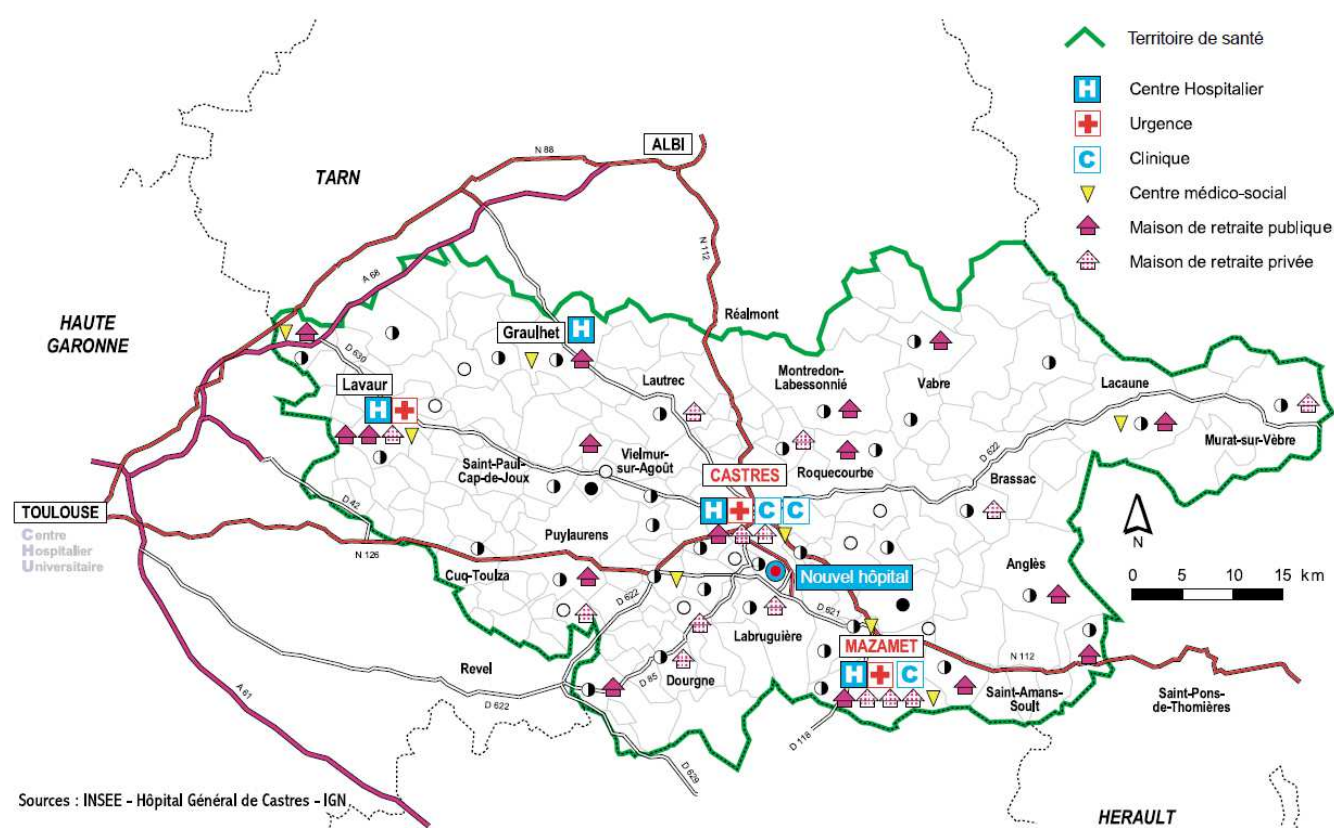 Territoire de santé
H
Centre Hospitalier
Urgence
C
Clinique
Centre médico-social
Maison de retraite publique
Maison de retraite privée
ALBI
N 88
TARN
N 112
A 68
HAUTE
GARONNE
Réalmont
Graulhet
H
D 630
Lavaur
H
Lautrec
Montredon-
Labessonnié
Vabre
Lacaune
Murat-sur-Vèbre
D 622
Saint-Paul-
Cap-de-Joux
Vielmur-
sur-Agoût
CASTRES
Roquecourbe
Brassac
H
C
C
TOULOUSE
Centre
Hospitalier
Universitaire
D 42
N 126
Puylaurens
N
Cuq-Toulza
D 622
Nouvel hôpital
Anglès
0
5
10
15
km
D 621
Labruguière
MAZAMET
H
C
N 112
Revel
D 622
D 85
Dourgne
Saint-Amans-
Soult
Saint-Pons-
de-Thomières
A 61
D 118
D 629
Sources : INSEE - Hôpital Général de Castres - IGN
HERAULT